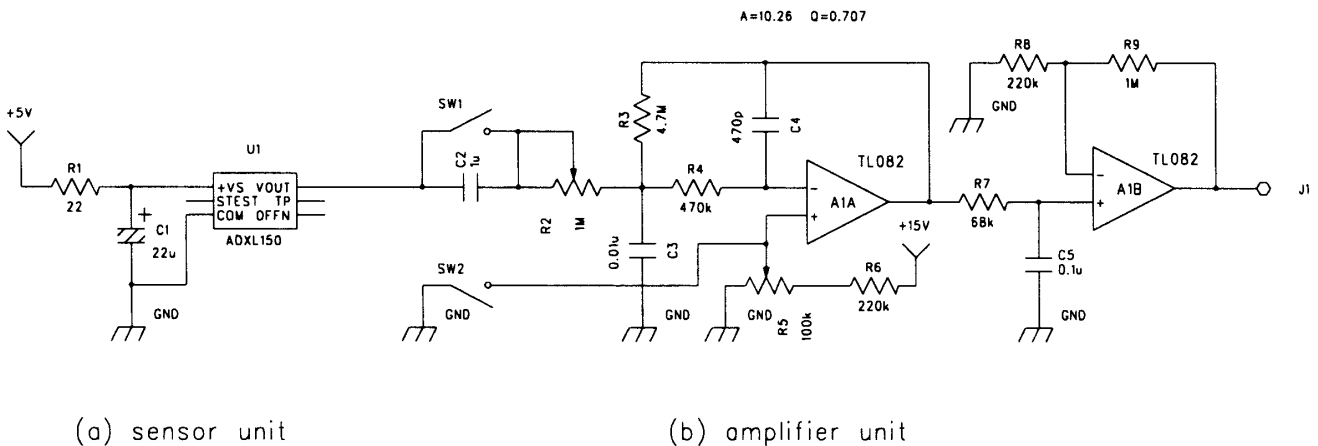 A=10.26 Q=0.707
+5V
R1
22
C1
22u
+
GND
U1
+VS VOUT
STEST TP
COM OFFN
ADXL150
SW1
C2
1u
R2
1M
SW2
GND
R3
4.7M
R4
470k
0.01u
C3
GND
470p
C4
TL082
-
+
A1A
+15V
R6
220k
R5
100k
GND
R7
68k
C5
0.1u
GND
R8
220k
GND
R9
1M
TL082
-
+
A1B
J1
(a) sensor unit
(b) amplifier unit